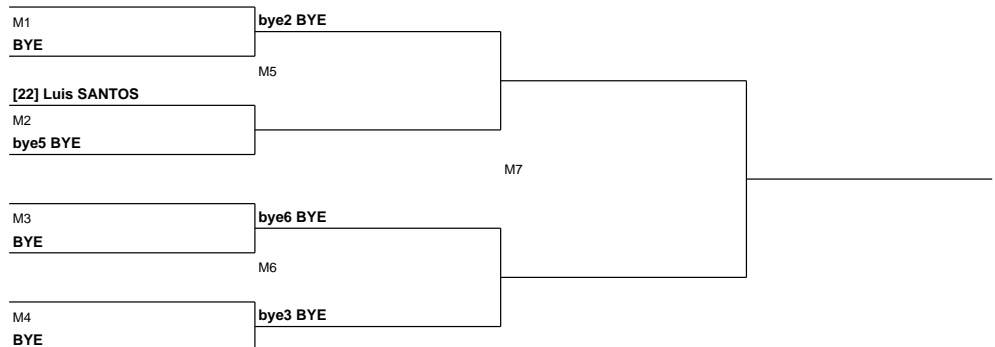 M1
bye2 BYE
BYE
M5
[22] Luis SANTOS
M2
bye5 BYE
M7
M3
bye6 BYE
BYE
M6
M4
bye3 BYE
BYE